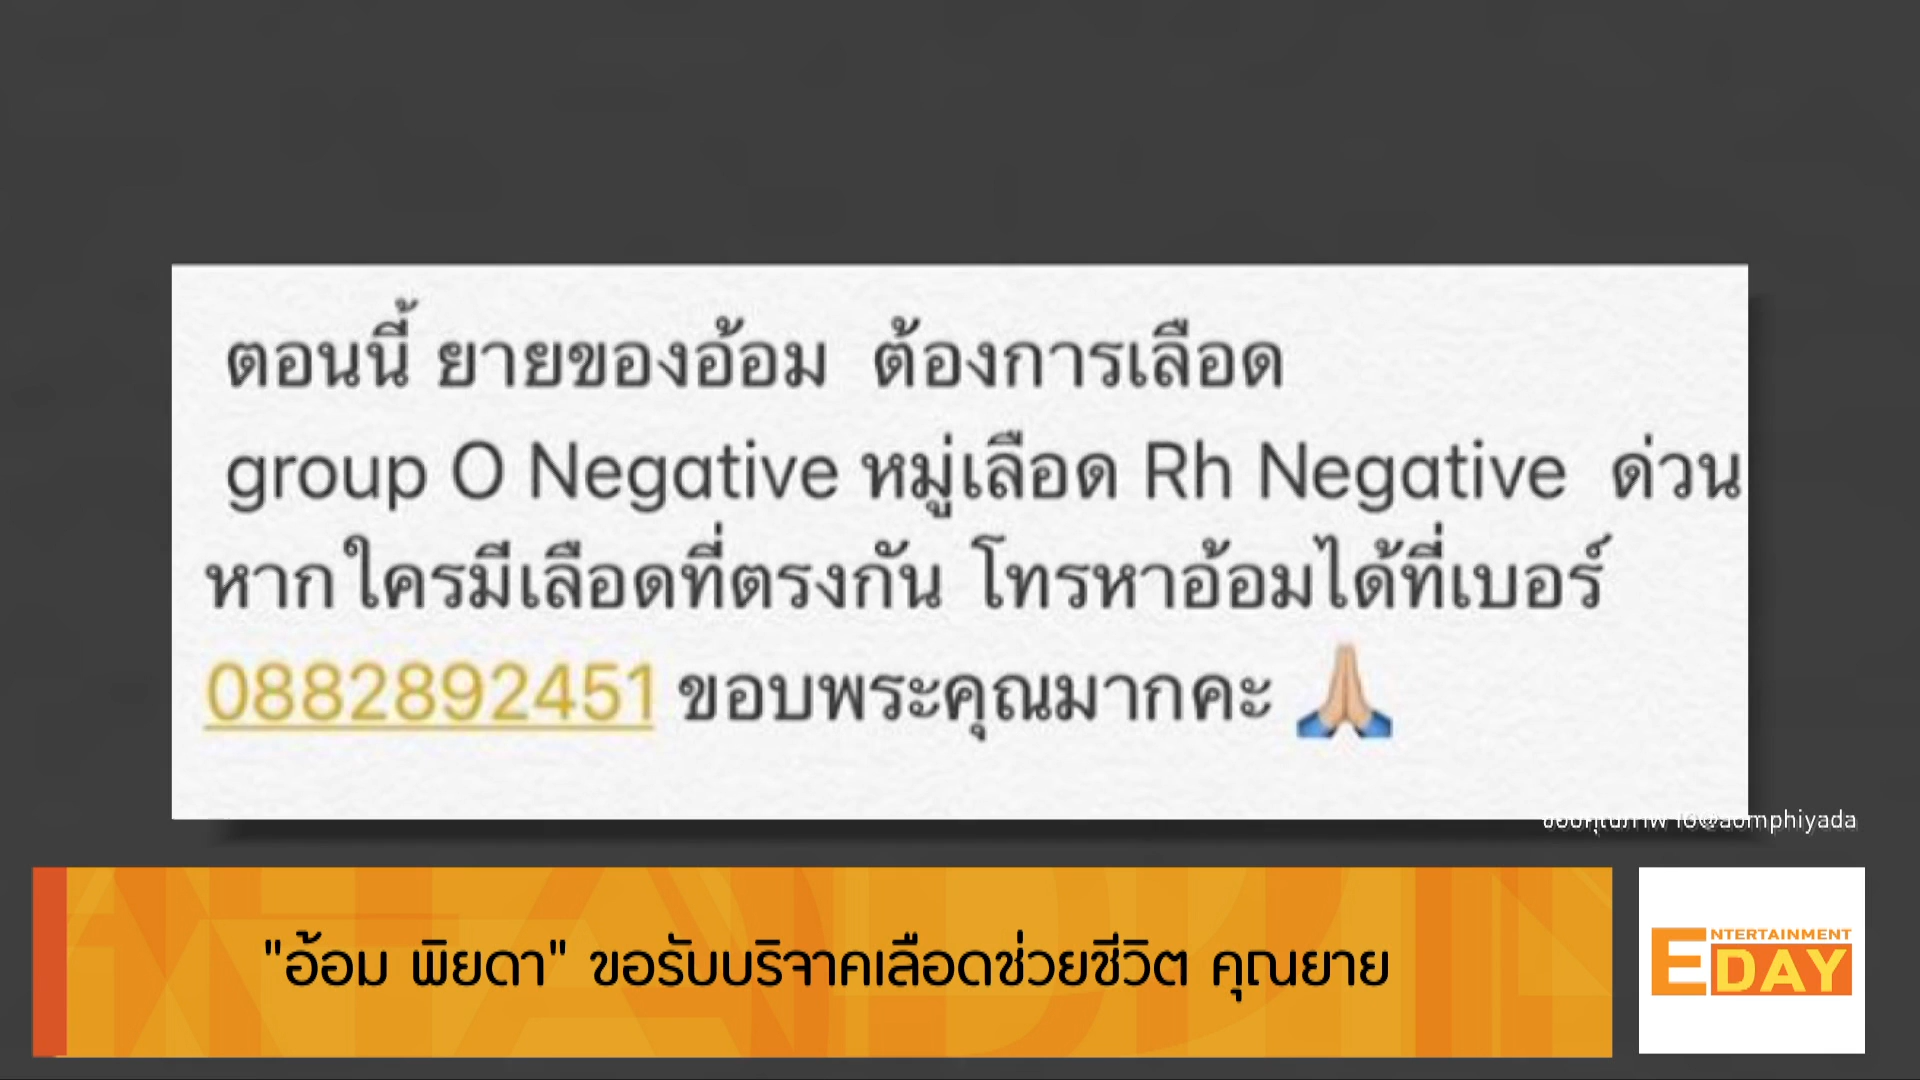 ตอนนี้ ยายของอ้อม ต้องการเลือด
group O Negative หมู่เลือด Rh Negative ด่วน
หากใครมีเลือดที่ตรงกัน โทรหาอ้อมได้ที่เบอร์
0882892451 ขอบพระคุณมากคะ 🙏🏼
@aomphiyada
"อ้อม พิยดา" ขอรับบริจาคเลือดช่วยชีวิต คุณยาย
ENTERTAINMENT
DAY